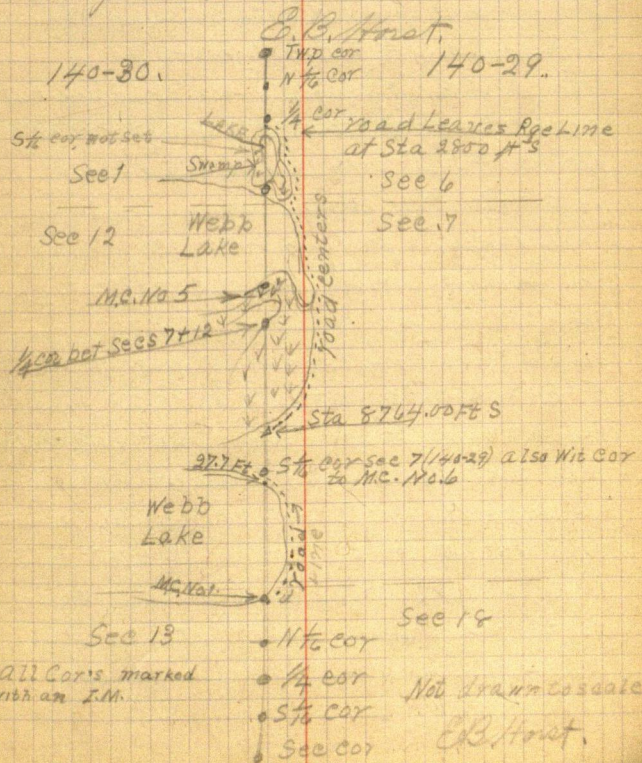 E.B. Horst.
Twp cor
140-30.
N 1/16 cor
140-29.
1/4 cor
LAKE
road Leaves Rge Line
at Sta 2800 ft S
S 1/16 cor not set
Swamp
Sec 1
Sec 6
Sec 12
Webb
Lake
Sec .7
road centers
M.C. No 5
1/4 cor bet Secs 7+12
Sta 8764.00 Ft S
27.7 Ft.
S 1/16 cor Sec 7 (140-29) also Wit Cor
to M.C. No.6
Webb
Lake
road
Line
M.C. No 1.
Sec 18
Sec 13
N 1/16 cor
All Cor's marked
with an I.M.
1/4 cor
Not drawn to scale
S 1/16 cor
Sec cor
E.B. Horst.